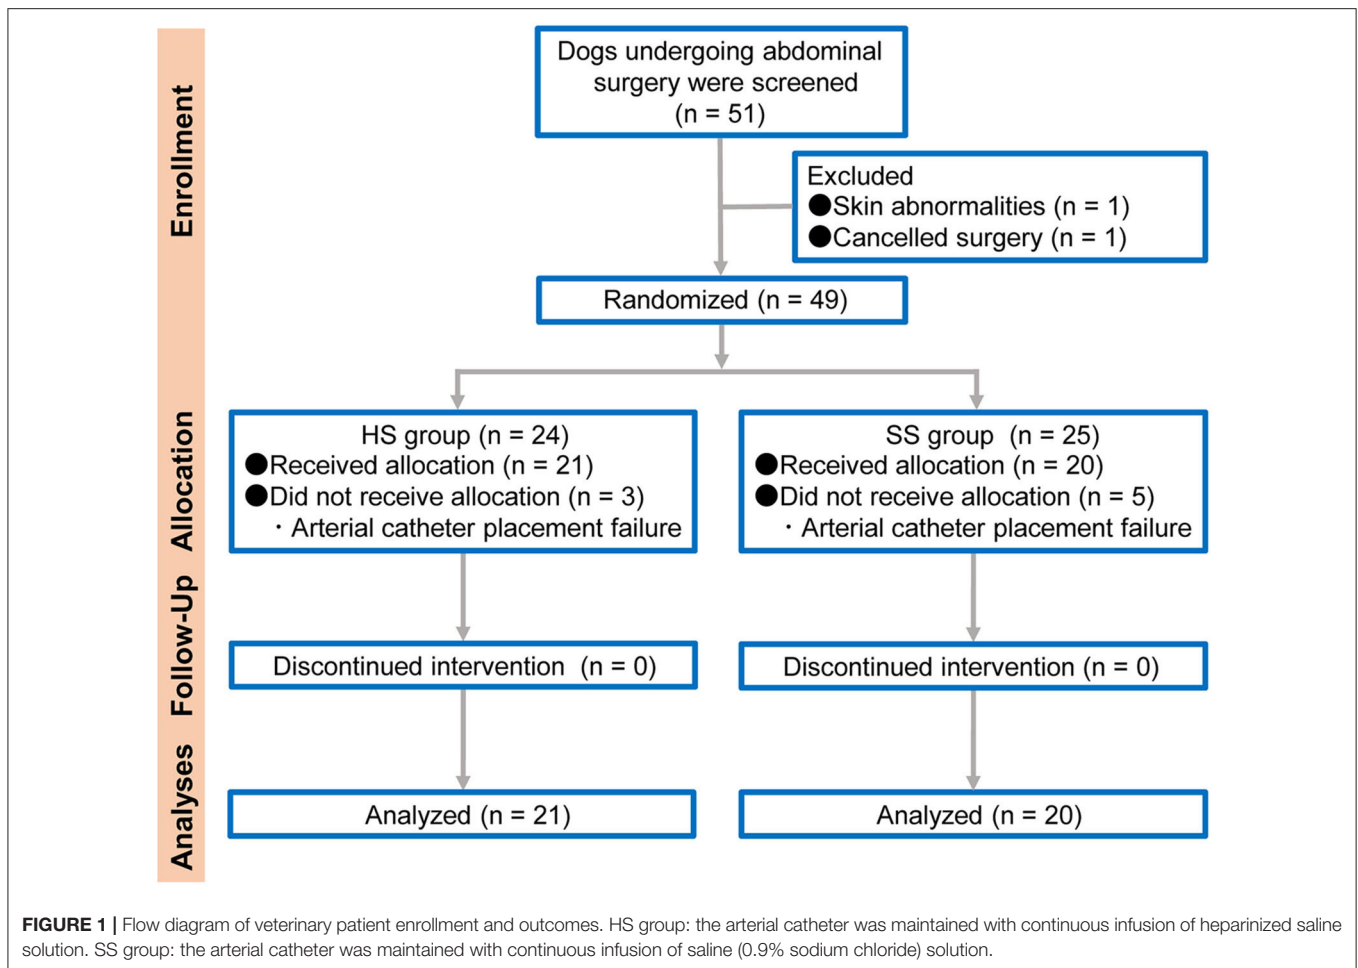 Enrollment
Dogs undergoing abdominal
surgery were screened
(n = 51)
Excluded
●Skin abnormalities (n = 1)
●Cancelled surgery (n = 1)
Randomized (n = 49)
Allocation
HS group (n = 24)
●Received allocation (n = 21)
●Did not receive allocation (n = 3)
・Arterial catheter placement failure
SS group (n = 25)
●Received allocation (n = 20)
●Did not receive allocation (n = 5)
・Arterial catheter placement failure
Follow-Up
Discontinued intervention (n = 0)
Discontinued intervention (n = 0)
Analyses
Analyzed (n = 21)
Analyzed (n = 20)
FIGURE 1 | Flow diagram of veterinary patient enrollment and outcomes. HS group: the arterial catheter was maintained with continuous infusion of heparinized saline
solution. SS group: the arterial catheter was maintained with continuous infusion of saline (0.9% sodium chloride) solution.